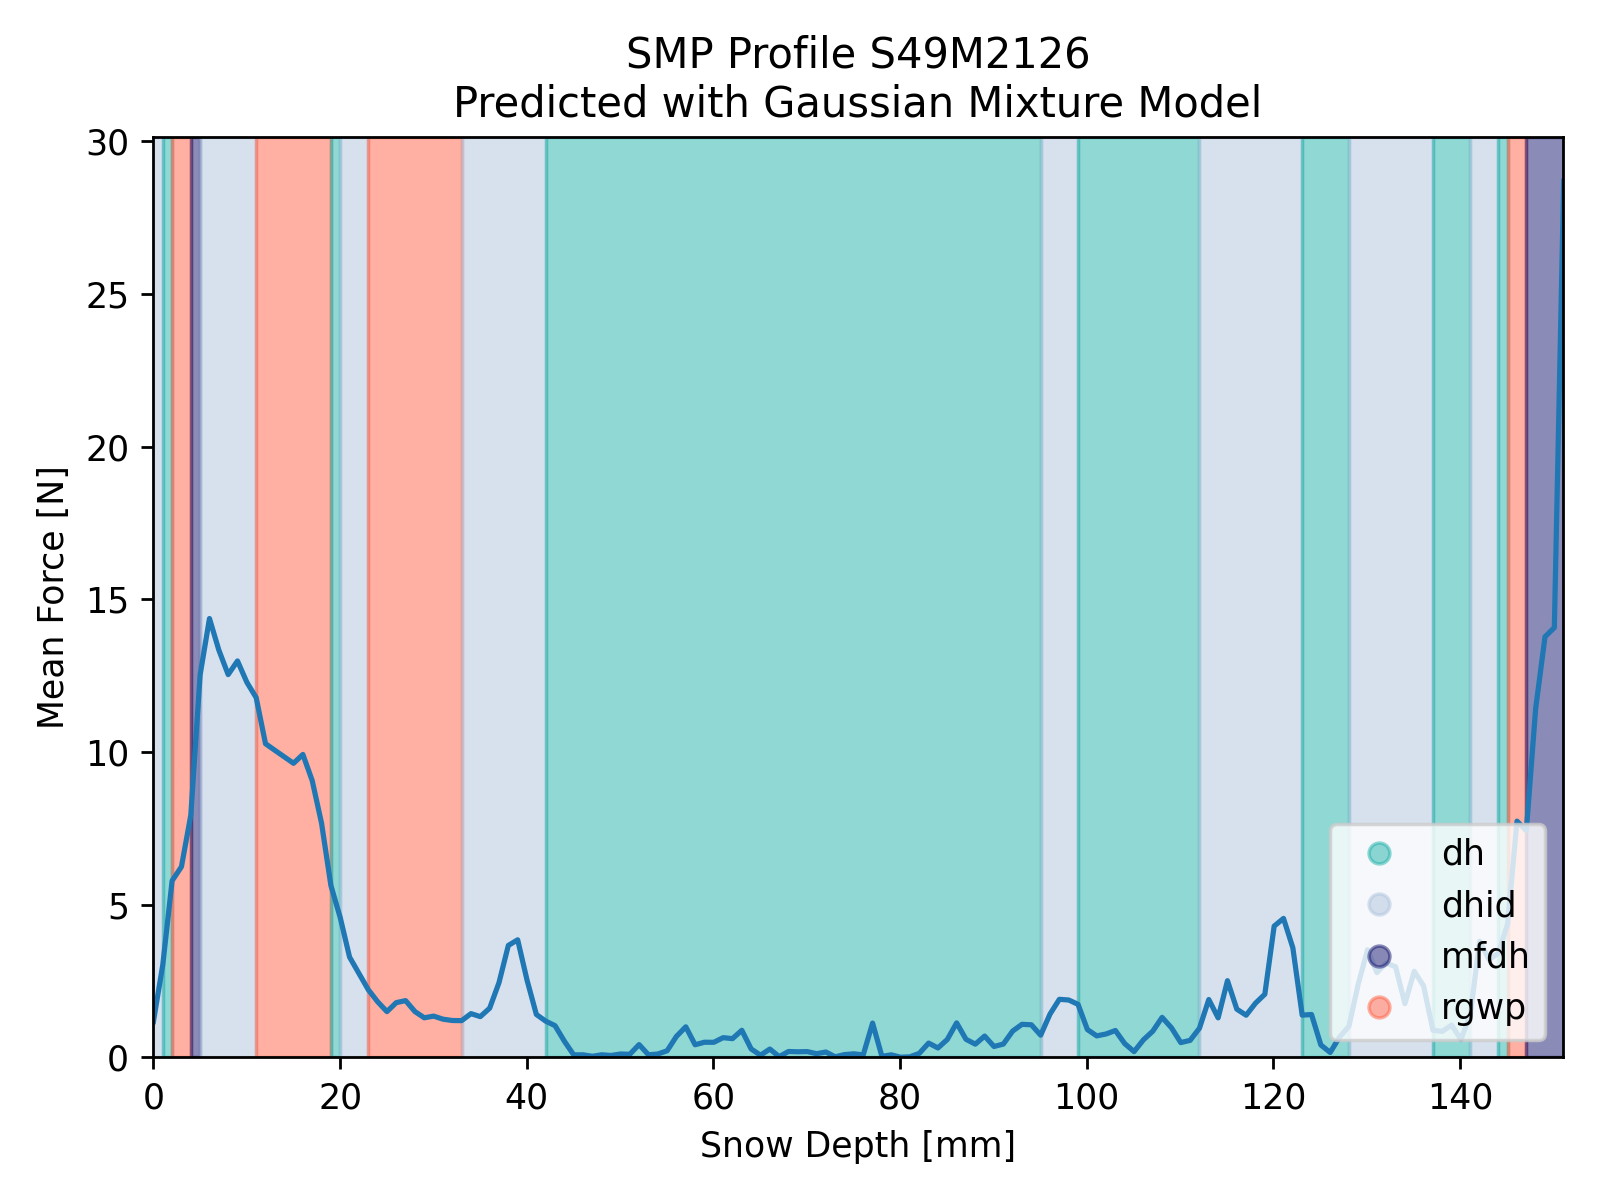 SMP Profile S49M2126
Predicted with Gaussian Mixture Model
30
25
20
15
10
5
0
Mean Force [N]
dh
dhid
mfdh
rgwp
0 20 40 60 80 100 120 140
Snow Depth [mm]